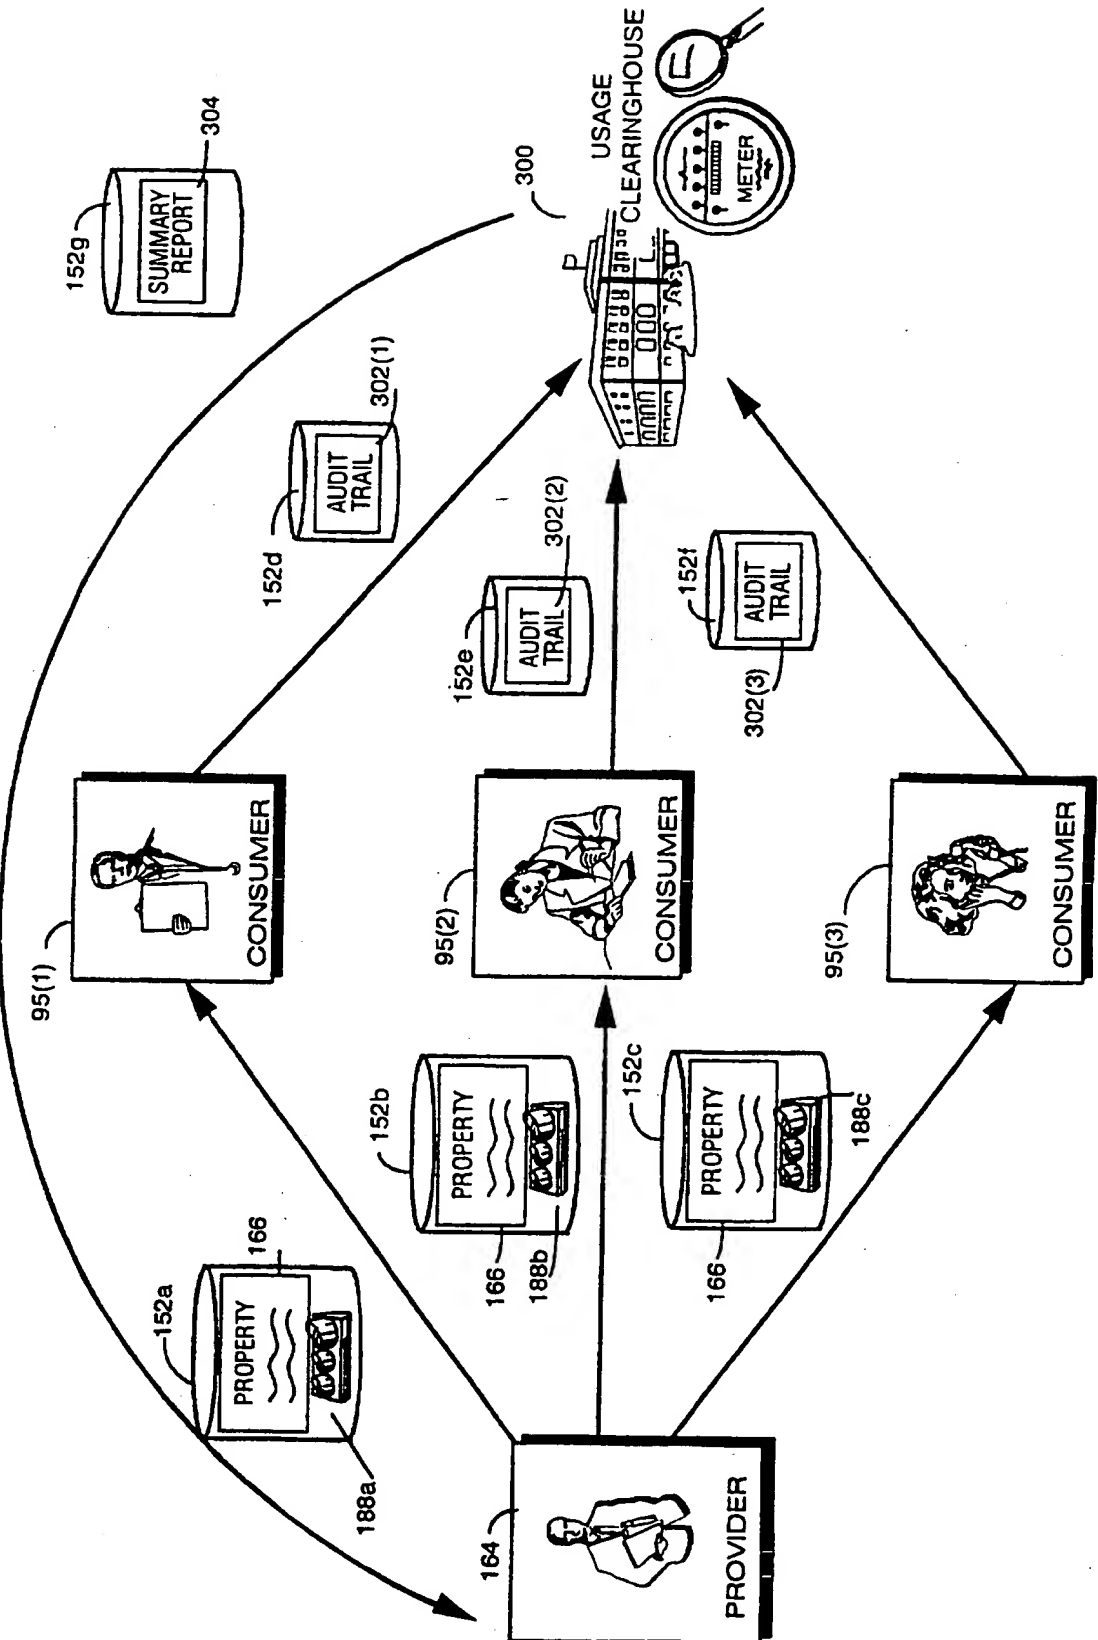 152g
SUMMARY
REPORT
304
300
USAGE
CLEARINGHOUSE
METER
152d
AUDIT
TRAIL
302(1)
152e
AUDIT
TRAIL
302(2)
152f
AUDIT
TRAIL
302(3)
95(1)
CONSUMER
95(2)
CONSUMER
95(3)
CONSUMER
152a
PROPERTY
166
188a
152b
PROPERTY
166
188b
152c
PROPERTY
166
188c
164
PROVIDER